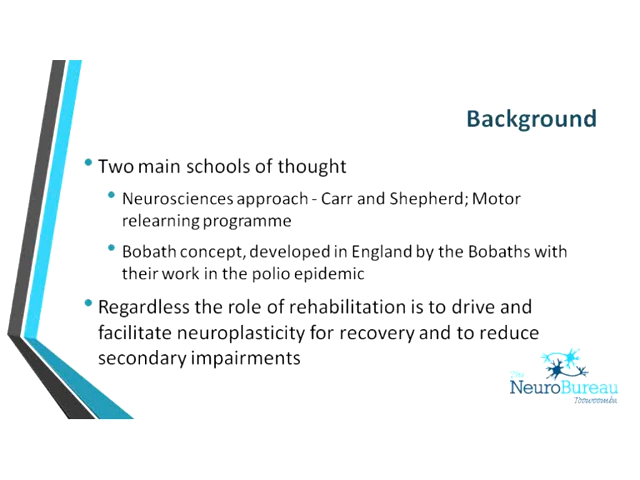 Background
• Two main schools of thought
• Neurosciences approach - Carr and Shepherd; Motor
relearning programme
• Bobath concept, developed in England by the Bobaths with
their work in the polio epidemic
• Regardless the role of rehabilitation is to drive and
facilitate neuroplasticity for recovery and to reduce
secondary impairments
The
NeuroBureau
Toowoomba